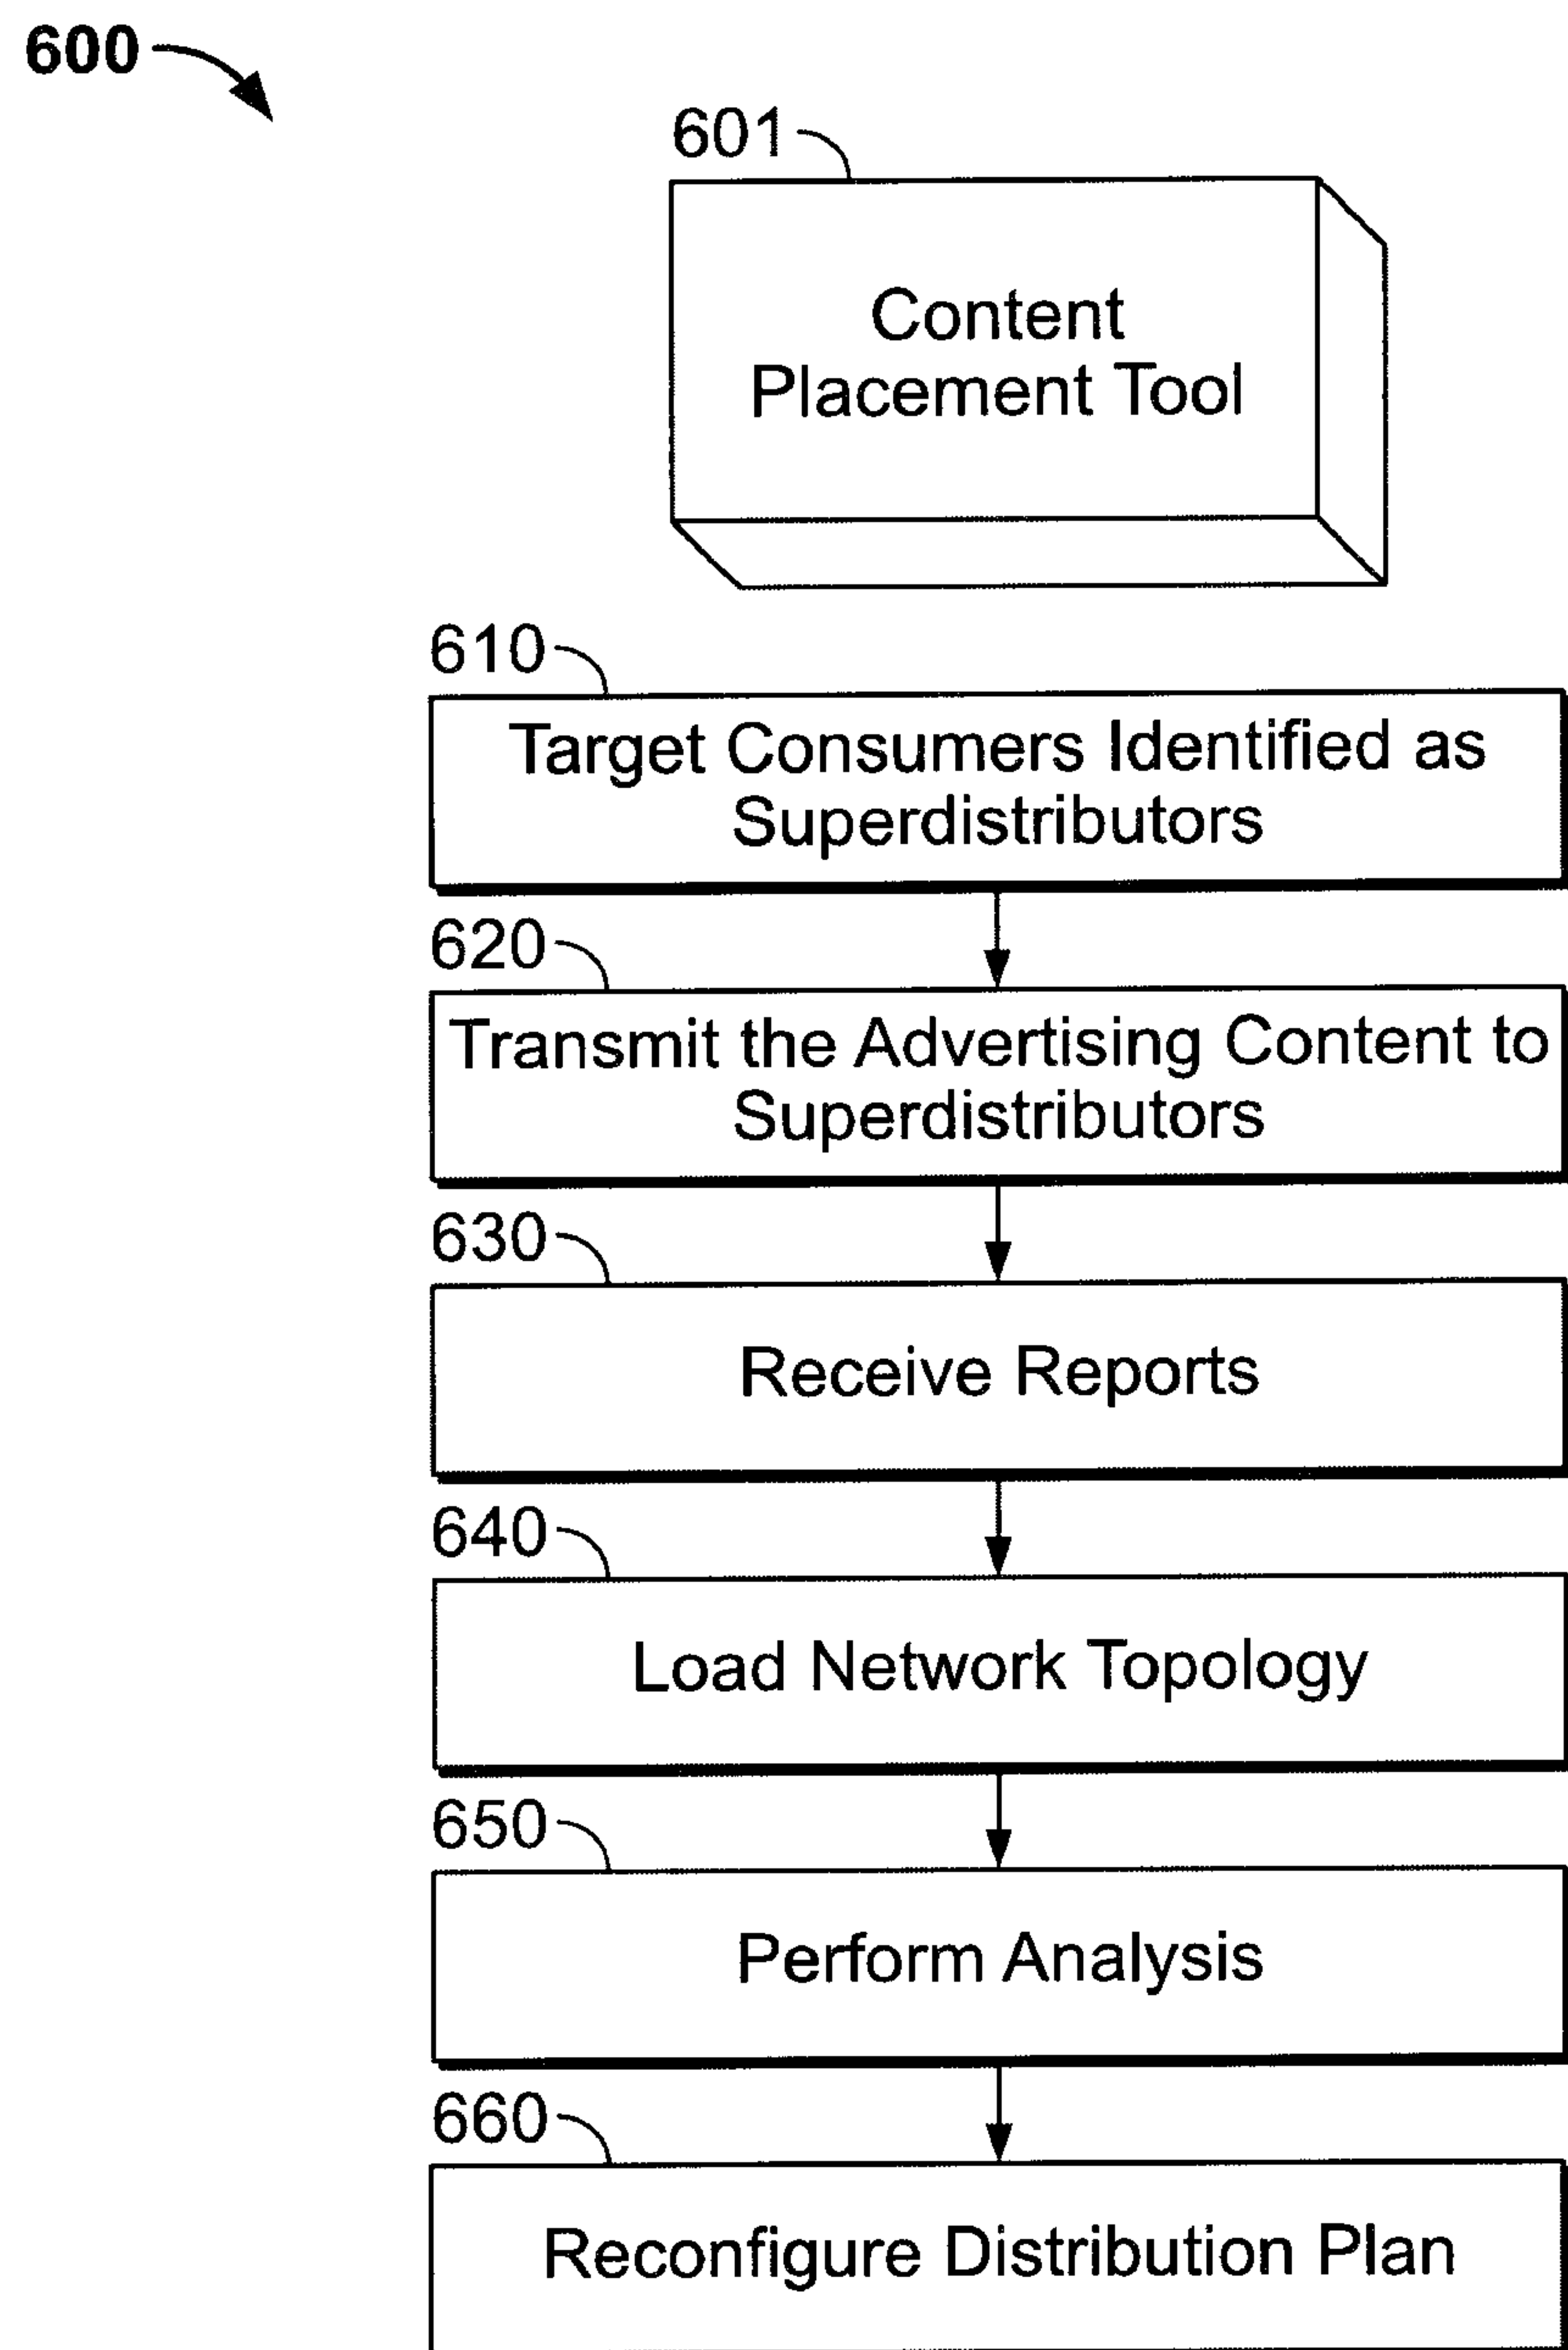 600
601
Content
Placement Tool
610
Target Consumers Identified as
Superdistributors
620
Transmit the Advertising Content to
Superdistributors
630
Receive Reports
640
Load Network Topology
650
Perform Analysis
660
Reconfigure Distribution Plan